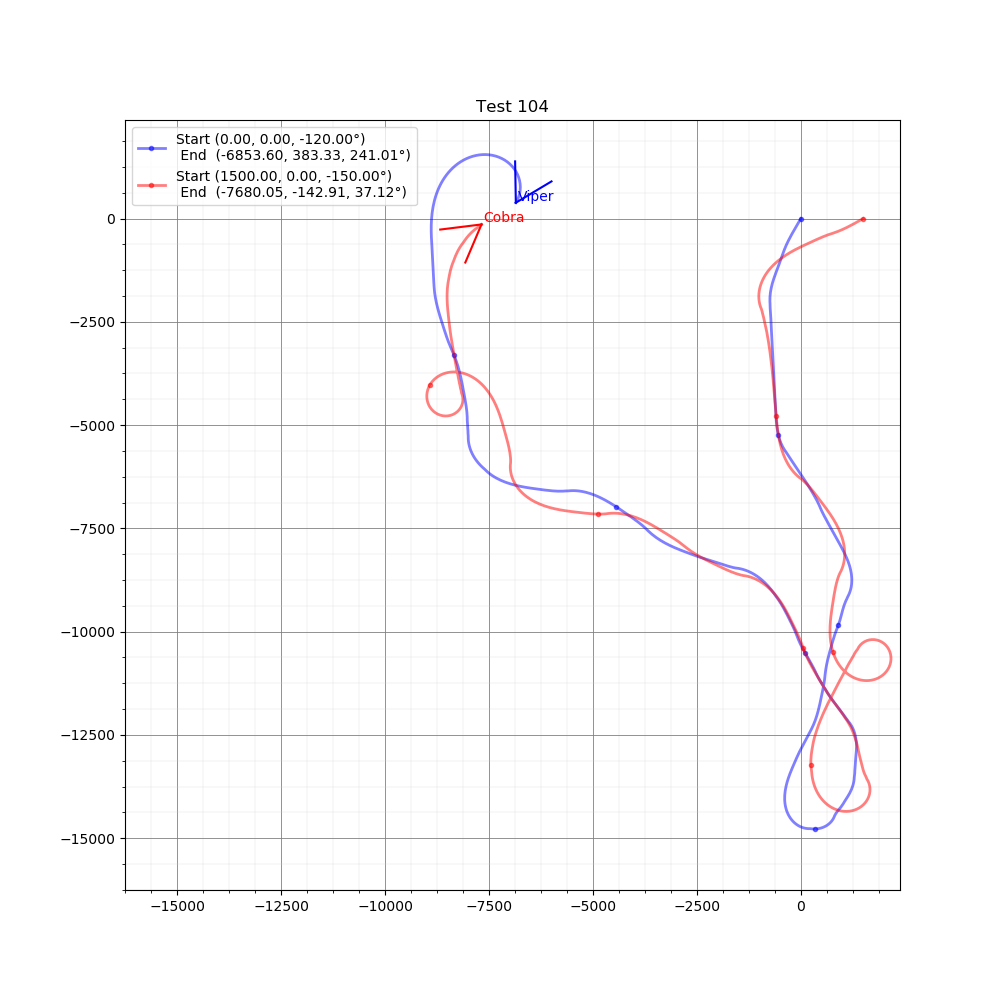 Test 104
Start (0.00, 0.00, -120.00°)
End (-6853.60, 383.33, 241.01°)
Start (1500.00, 0.00, -150.00°)
End (-7680.05, -142.91, 37.12°)
Viper
Cobra
0
−2500
−5000
−7500
−10000
−12500
−15000
−15000 −12500 −10000 −7500 −5000 −2500 0